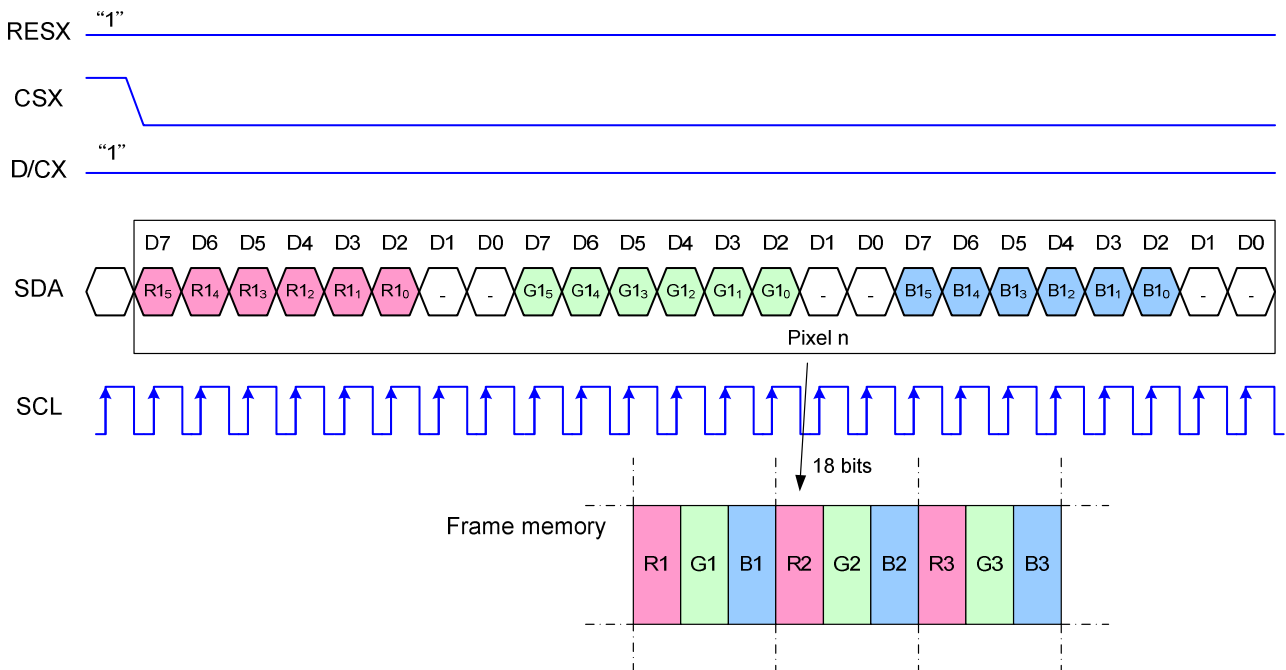 RESX “1”
CSX
D/CX “1”
D7 D6 D5 D4 D3 D2 D1 D0 D7 D6 D5 D4 D3 D2 D1 D0 D7 D6 D5 D4 D3 D2 D1 D0
SDA R1₅ R1₄ R1₃ R1₂ R1₁ R1₀ - - G1₅ G1₄ G1₃ G1₂ G1₁ G1₀ - - B1₅ B1₄ B1₃ B1₂ B1₁ B1₀ - -
Pixel n
SCL
18 bits
Frame memory
R1 G1 B1 R2 G2 B2 R3 G3 B3